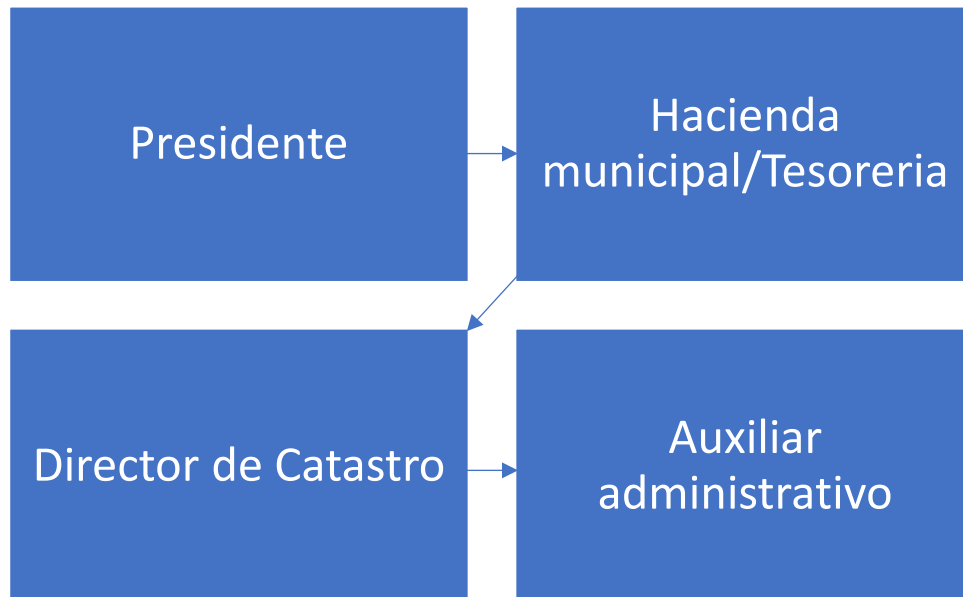 Presidente
Hacienda
municipal/Tesoreria
Director de Catastro
Auxiliar
administrativo